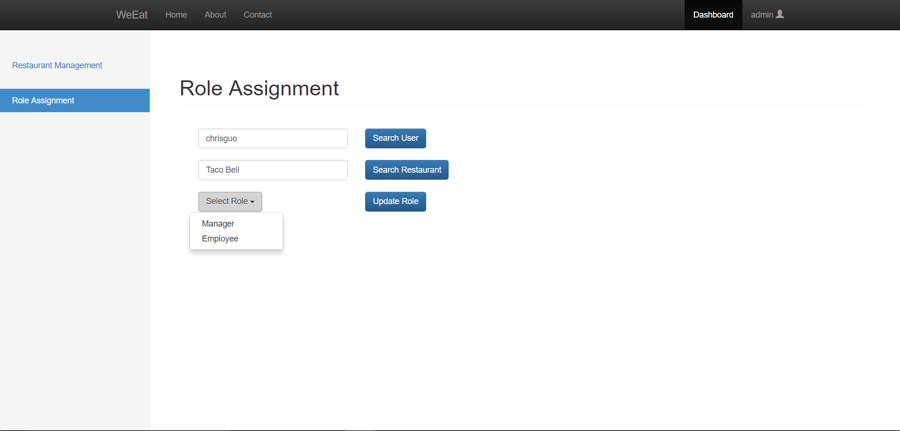 WeEat Home About Contact Dashboard admin
Restaurant Management
Role Assignment
Role Assignment
chrisguo Search User
Taco Bell Search Restaurant
Select Role Update Role
Manager
Employee